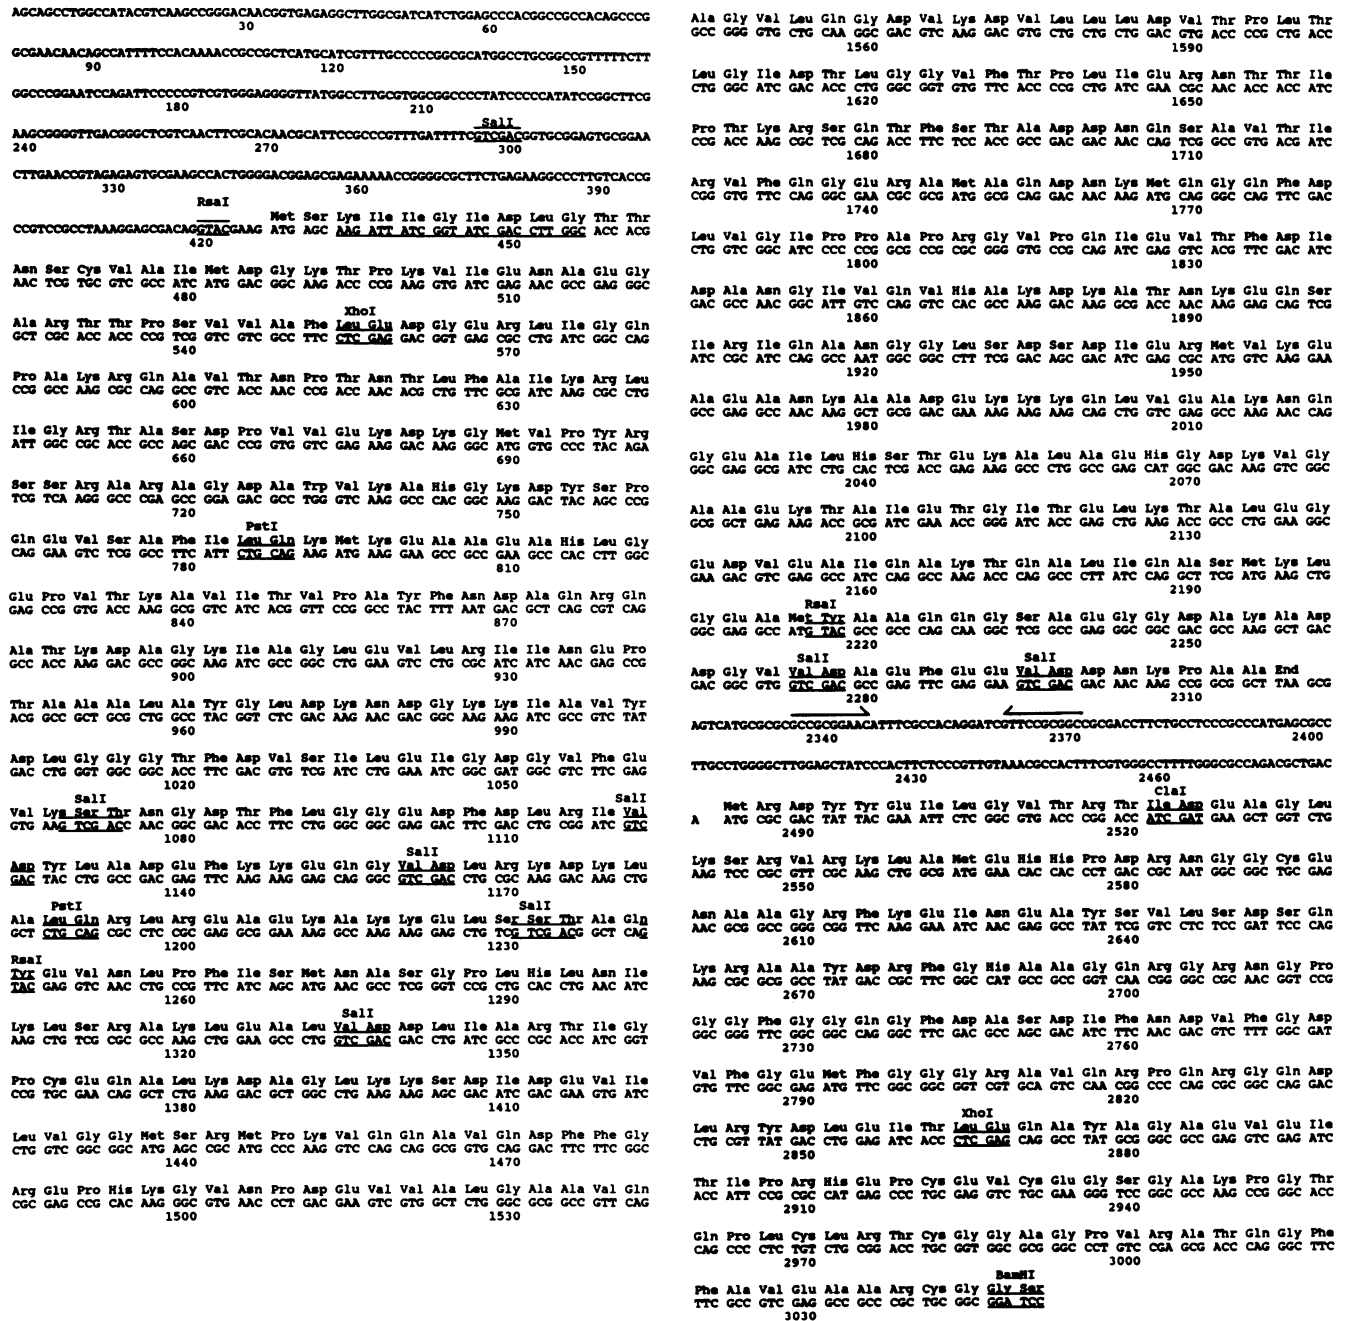 AGCAGCCTGGCCATACGTCAAGCCGGGACAACGGTGAGAGGCTTGGCGATCATCTGGAGCCCACGGCCGCCACAGCCCG
30 60
GCGAACAACAGCCATTTTCCACAAAACCGCCGCTCATGCATCGTTTGCCCCCGGCGCATGGCCTGCGGCCGTTTTTCTT
90 120 150
GGCCCGGAATCCAGATTCCCCCGTCGTGGGAGGGGTTATGGCCTTGCGTGGCGGCCCCTATCCCCCATATCCGGCTTCG
180 210
SalI
AAGCGGGGTTGACGGGCTCGTCAACTTCGCACAACGCATTCCGCCCGTTTGATTTTCGTCGACGGTGCGGAGTGCGGAA
240 270 300
CTTGAACCGTAGAGAGTGCGAAGCCACTGGGGACGGAGCGAGAAAAACCGGGGCGCTTCTGAGAAGGCCCTTGTCACCG
330 360 390
RsaI
Met Ser Lys Ile Ile Gly Ile Asp Leu Gly Thr Thr
CCGTCCGCCTAAAGGAGCGACAGGTACGAAG ATG AGC AAG ATT ATC GGT ATC GAC CTT GGC ACC ACG
420 450
Asn Ser Cys Val Ala Ile Met Asp Gly Lys Thr Pro Lys Val Ile Glu Asn Ala Glu Gly
AAC TCG TGC GTC GCC ATC ATG GAC GGC AAG ACC CCG AAG GTG ATC GAG AAC GCC GAG GGC
480 510
XhoI
Ala Arg Thr Thr Pro Ser Val Val Ala Phe Leu Glu Asp Gly Glu Arg Leu Ile Gly Gln
GCT CGC ACC ACC CCG TCG GTC GTC GCC TTC CTC GAG GAC GGT GAG CGC CTG ATC GGC CAG
540 570
Pro Ala Lys Arg Gln Ala Val Thr Asn Pro Thr Asn Thr Leu Phe Ala Ile Lys Arg Leu
CCG GCC AAG CGC CAG GCC GTC ACC AAC CCG ACC AAC ACG CTG TTC GCG ATC AAG CGC CTG
600 630
Ile Gly Arg Thr Ala Ser Asp Pro Val Val Glu Lys Asp Lys Gly Met Val Pro Tyr Arg
ATT GGC CGC ACC GCC AGC GAC CCG GTG GTC GAG AAG GAC AAG GGC ATG GTG CCC TAC AGA
660 690
Ser Ser Arg Ala Arg Ala Gly Asp Ala Trp Val Lys Ala His Gly Lys Asp Tyr Ser Pro
TCG TCA AGG GCC CGA GCC GGA GAC GCC TGG GTC AAG GCC CAC GGC AAG GAC TAC AGC CCG
720 750
PstI
Gln Glu Val Ser Ala Phe Ile Leu Gln Lys Met Lys Glu Ala Ala Glu Ala His Leu Gly
CAG GAA GTC TCG GCC TTC ATT CTG CAG AAG ATG AAG GAA GCC GCC GAA GCC CAC CTT GGC
780 810
Glu Pro Val Thr Lys Ala Val Ile Thr Val Pro Ala Tyr Phe Asn Asp Ala Gln Arg Gln
GAG CCG GTG ACC AAG GCG GTC ATC ACG GTT CCG GCC TAC TTT AAT GAC GCT CAG CGT CAG
840 870
Ala Thr Lys Asp Ala Gly Lys Ile Ala Gly Leu Glu Val Leu Arg Ile Ile Asn Glu Pro
GCC ACC AAG GAC GCC GGC AAG ATC GCC GGC CTG GAA GTC CTG CGC ATC ATC AAC GAG CCG
900 930
Thr Ala Ala Ala Leu Ala Tyr Gly Leu Asp Lys Asn Asp Gly Lys Lys Ile Ala Val Tyr
ACG GCC GCT GCG CTG GCC TAC GGT CTC GAC AAG AAC GAC GGC AAG AAG ATC GCC GTC TAT
960 990
Asp Leu Gly Gly Gly Thr Phe Asp Val Ser Ile Leu Glu Ile Gly Asp Gly Val Phe Glu
GAC CTG GGT GGC GGC ACC TTC GAC GTG TCG ATC CTG GAA ATC GGC GAT GGC GTC TTC GAG
1020 1050
SalI SalI
Val Lys Ser Thr Asn Gly Asp Thr Phe Leu Gly Gly Glu Asp Phe Asp Leu Arg Ile Val
GTG AAG TCG ACC AAC GGC GAC ACC TTC CTG GGC GGC GAG GAC TTC GAC CTG CGG ATC GTC
1080 1110
SalI
Asp Tyr Leu Ala Asp Glu Phe Lys Lys Glu Gln Gly Val Asp Leu Arg Lys Asp Lys Leu
GAC TAC CTG GCC GAC GAG TTC AAG AAG GAG CAG GGC GTC GAC CTG CGC AAG GAC AAG CTG
1140 1170
PstI SalI
Ala Leu Gln Arg Leu Arg Glu Ala Glu Lys Ala Lys Lys Glu Leu Ser Ser Thr Ala Gln
GCT CTG CAG CGC CTC CGC GAG GCG GAA AAG GCC AAG AAG GAG CTG TCG TCG ACG GCT CAG
1200 1230
RsaI
Tyr Glu Val Asn Leu Pro Phe Ile Ser Met Asn Ala Ser Gly Pro Leu His Leu Asn Ile
TAC GAG GTC AAC CTG CCG TTC ATC AGC ATG AAC GCC TCG GGT CCG CTG CAC CTG AAC ATC
1260 1290
SalI
Lys Leu Ser Arg Ala Lys Leu Glu Ala Leu Val Asp Asp Leu Ile Ala Arg Thr Ile Gly
AAG CTG TCG CGC GCC AAG CTG GAA GCC CTG GTC GAC GAC CTG ATC GCC CGC ACC ATC GGT
1320 1350
Pro Cys Glu Gln Ala Leu Lys Asp Ala Gly Leu Lys Lys Ser Asp Ile Asp Glu Val Ile
CCG TGC GAA CAG GCT CTG AAG GAC GCT GGC CTG AAG AAG AGC GAC ATC GAC GAA GTG ATC
1380 1410
Leu Val Gly Gly Met Ser Arg Met Pro Lys Val Gln Gln Ala Val Gln Asp Phe Phe Gly
CTG GTC GGC GGC ATG AGC CGC ATG CCC AAG GTC CAG CAG GCG GTG CAG GAC TTC TTC GGC
1440 1470
Arg Glu Pro His Lys Gly Val Asn Pro Asp Glu Val Val Ala Leu Gly Ala Ala Val Gln
CGC GAG CCG CAC AAG GGC GTG AAC CCT GAC GAA GTC GTG GCT CTG GGC GCG GCC GTT CAG
1500 1530
Ala Gly Val Leu Gln Gly Asp Val Lys Asp Val Leu Leu Leu Asp Val Thr Pro Leu Thr
GCC GGG GTG CTG CAA GGC GAC GTC AAG GAC GTG CTG CTG CTG GAC GTG ACC CCG CTG ACC
1560 1590
Leu Gly Ile Asp Thr Leu Gly Gly Val Phe Thr Pro Leu Ile Glu Arg Asn Thr Thr Ile
CTG GGC ATC GAC ACC CTG GGC GGT GTG TTC ACC CCG CTG ATC GAA CGC AAC ACC ACC ATC
1620 1650
Pro Thr Lys Arg Ser Gln Thr Phe Ser Thr Ala Asp Asp Asn Gln Ser Ala Val Thr Ile
CCG ACC AAG CGC TCG CAG ACC TTC TCC ACC GCC GAC GAC AAC CAG TCG GCC GTG ACG ATC
1680 1710
Arg Val Phe Gln Gly Glu Arg Ala Met Ala Gln Asp Asn Lys Met Gln Gly Gln Phe Asp
CGG GTG TTC CAG GGC GAA CGC GCG ATG GCG CAG GAC AAC AAG ATG CAG GGC CAG TTC GAC
1740 1770
Leu Val Gly Ile Pro Pro Ala Pro Arg Gly Val Pro Gln Ile Glu Val Thr Phe Asp Ile
CTG GTC GGC ATC CCC CCG GCG CCG CGC GGG GTG CCG CAG ATC GAG GTC ACG TTC GAC ATC
1800 1830
Asp Ala Asn Gly Ile Val Gln Val His Ala Lys Asp Lys Ala Thr Asn Lys Glu Gln Ser
GAC GCC AAC GGC ATT GTC CAG GTC CAC GCC AAG GAC AAG GCG ACC AAC AAG GAG CAG TCG
1860 1890
Ile Arg Ile Gln Ala Asn Gly Gly Leu Ser Asp Ser Asp Ile Glu Arg Met Val Lys Glu
ATC CGC ATC CAG GCC AAT GGC GGC CTT TCG GAC AGC GAC ATC GAG CGC ATG GTC AAG GAA
1920 1950
Ala Glu Ala Asn Lys Ala Ala Asp Glu Lys Lys Lys Gln Leu Val Glu Ala Lys Asn Gln
GCC GAG GCC AAC AAG GCT GCG GAC GAA AAG AAG AAG CAG CTG GTC GAG GCC AAG AAC CAG
1980 2010
Gly Glu Ala Ile Leu His Ser Thr Glu Lys Ala Leu Ala Glu His Gly Asp Lys Val Gly
GGC GAG GCG ATC CTG CAC TCG ACC GAG AAG GCC CTG GCC GAG CAT GGC GAC AAG GTC GGC
2040 2070
Ala Ala Glu Lys Thr Ala Ile Glu Thr Gly Ile Thr Glu Leu Lys Thr Ala Leu Glu Gly
GCG GCT GAG AAG ACC GCG ATC GAA ACC GGG ATC ACC GAG CTG AAG ACC GCC CTG GAA GGC
2100 2130
Glu Asp Val Glu Ala Ile Gln Ala Lys Thr Gln Ala Leu Ile Gln Ala Ser Met Lys Leu
GAA GAC GTC GAG GCC ATC CAG GCC AAG ACC CAG GCC CTT ATC CAG GCT TCG ATG AAG CTG
2160 2190
RsaI
Gly Glu Ala Met Tyr Ala Ala Gln Gln Gly Ser Ala Glu Gly Gly Asp Ala Lys Ala Asp
GGC GAG GCC ATG TAC GCC GCC CAG CAA GGC TCG GCC GAG GGC GGC GAC GCC AAG GCT GAC
2220 2250
SalI SalI
Asp Gly Val Val Asp Ala Glu Phe Glu Glu Val Asp Asp Asn Lys Pro Ala Ala End
GAC GGC GTG GTC GAC GCC GAG TTC GAG GAA GTC GAC GAC AAC AAG CCG GCG GCT TAA GCG
2280 2310
AGTCATGCGCGCGCCGCGGAACATTTCGCCACAGGATCGTTCCGCGGCCGCGACCTTCTGCCTCCCGCCCATGAGCGCC
2340 2370 2400
TTGCCTGGGGCTTGGAGCTATCCCACTTCTCCCGTTGTAAACGCCACTTTCGTGGGCCTTTTGGGCGCCAGACGCTGAC
2430 2460
ClaI
Met Arg Asp Tyr Tyr Glu Ile Leu Gly Val Thr Arg Thr Ile Asp Glu Ala Gly Leu
A ATG CGC GAC TAT TAC GAA ATT CTC GGC GTG ACC CGG ACC ATC GAT GAA GCT GGT CTG
2490 2520
Lys Ser Arg Val Arg Lys Leu Ala Met Glu His His Pro Asp Arg Asn Gly Gly Cys Glu
AAG TCC CGC GTT CGC AAG CTG GCG ATG GAA CAC CAC CCT GAC CGC AAT GGC GGC TGC GAG
2550 2580
Asn Ala Ala Gly Arg Phe Lys Glu Ile Asn Glu Ala Tyr Ser Val Leu Ser Asp Ser Gln
AAC GCG GCC GGG CGG TTC AAG GAA ATC AAC GAG GCC TAT TCG GTC CTC TCC GAT TCC CAG
2610 2640
Lys Arg Ala Ala Tyr Asp Arg Phe Gly His Ala Ala Gly Gln Arg Gly Arg Asn Gly Pro
AAG CGC GCG GCC TAT GAC CGC TTC GGC CAT GCC GCC GGT CAA CGG GGC CGC AAC GGT CCG
2670 2700
Gly Gly Phe Gly Gly Gln Gly Phe Asp Ala Ser Asp Ile Phe Asn Asp Val Phe Gly Asp
GGC GGG TTC GGC GGC CAG GGC TTC GAC GCC AGC GAC ATC TTC AAC GAC GTC TTT GGC GAT
2730 2760
Val Phe Gly Glu Met Phe Gly Gly Gly Arg Ala Val Gln Arg Pro Gln Arg Gly Gln Asp
GTG TTC GGC GAG ATG TTC GGC GGC GGT CGT GCA GTC CAA CGG CCC CAG CGC GGC CAG GAC
2790 2820
XhoI
Leu Arg Tyr Asp Leu Glu Ile Thr Leu Glu Gln Ala Tyr Ala Gly Ala Glu Val Glu Ile
CTG CGT TAT GAC CTG GAG ATC ACC CTC GAG CAG GCC TAT GCG GGC GCC GAG GTC GAG ATC
2850 2880
Thr Ile Pro Arg His Glu Pro Cys Glu Val Cys Glu Gly Ser Gly Ala Lys Pro Gly Thr
ACC ATT CCG CGC CAT GAG CCC TGC GAG GTC TGC GAA GGG TCC GGC GCC AAG CCG GGC ACC
2910 2940
Gln Pro Leu Cys Leu Arg Thr Cys Gly Gly Ala Gly Pro Val Arg Ala Thr Gln Gly Phe
CAG CCC CTC TGT CTG CGG ACC TGC GGT GGC GCG GGC CCT GTC CGA GCG ACC CAG GGC TTC
2970 3000
BamHI
Phe Ala Val Glu Ala Ala Arg Cys Gly Gly Ser
TTC GCC GTC GAG GCC GCC CGC TGC GGC GGA TCC
3030